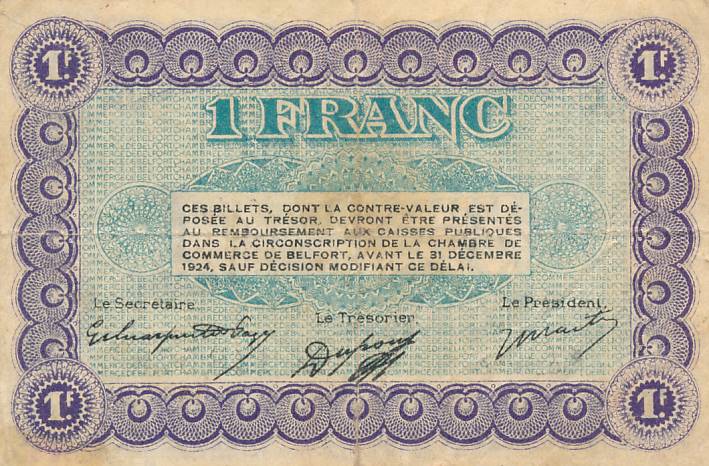 1F. 1F.
1 FRANC
CES BILLETS, DONT LA CONTRE-VALEUR EST DÉ-
POSÉE AU TRÉSOR, DEVRONT ÊTRE PRÉSENTÉS
AU REMBOURSEMENT AUX CAISSES PUBLIQUES
DANS LA CIRCONSCRIPTION DE LA CHAMBRE DE
COMMERCE DE BELFORT, AVANT LE 31 DÉCEMBRE
1924, SAUF DÉCISION MODIFIANT CE DÉLAI.
Le Secrétaire Le Trésorier Le Président,
Dupont
1F. 1F.